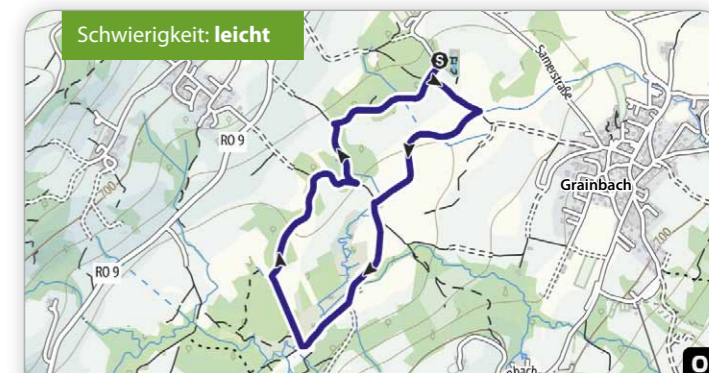 Schwierigkeit: leicht
S
Samerstraße
RO 9
Grainbach
700
700
RO 9
O